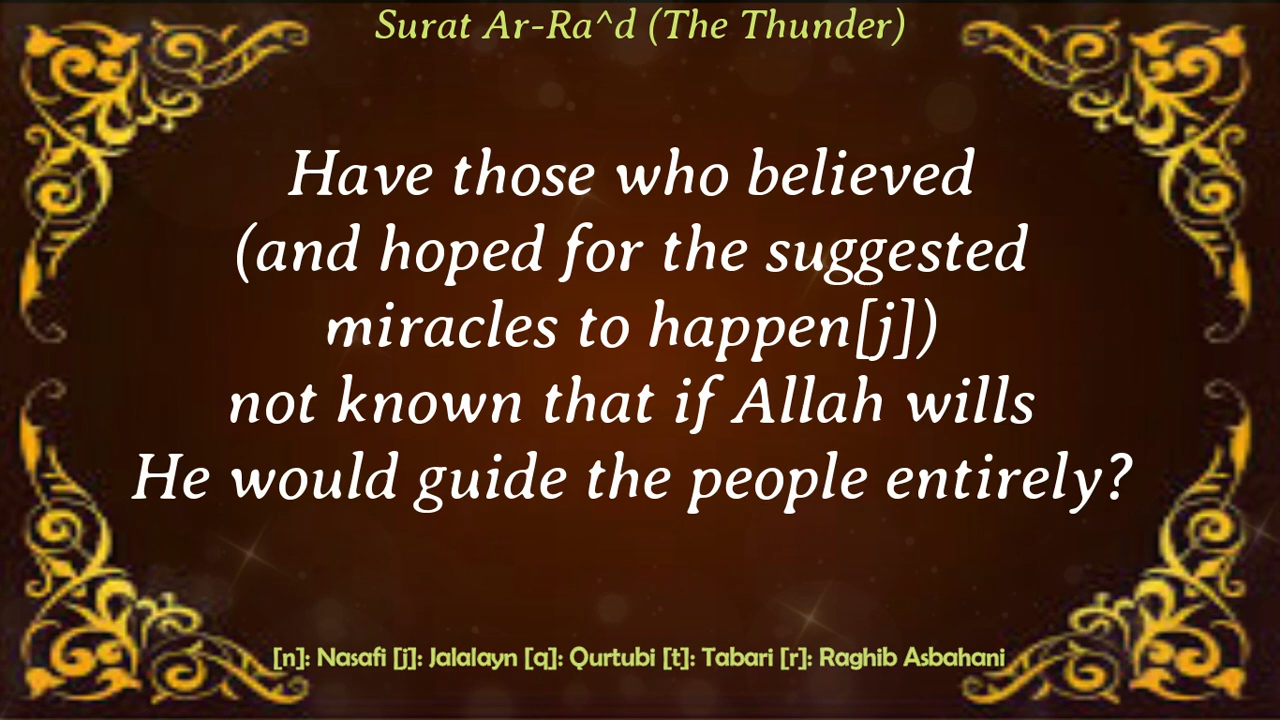 Surat Ar-Ra^d (The Thunder)
Have those who believed
(and hoped for the suggested
miracles to happen[j])
not known that if Allah wills
He would guide the people entirely?
[n]: Nasafi [j]: Jalalayn [q]: Qurtubi [t]: Tabari [r]: Raghib Asbahani